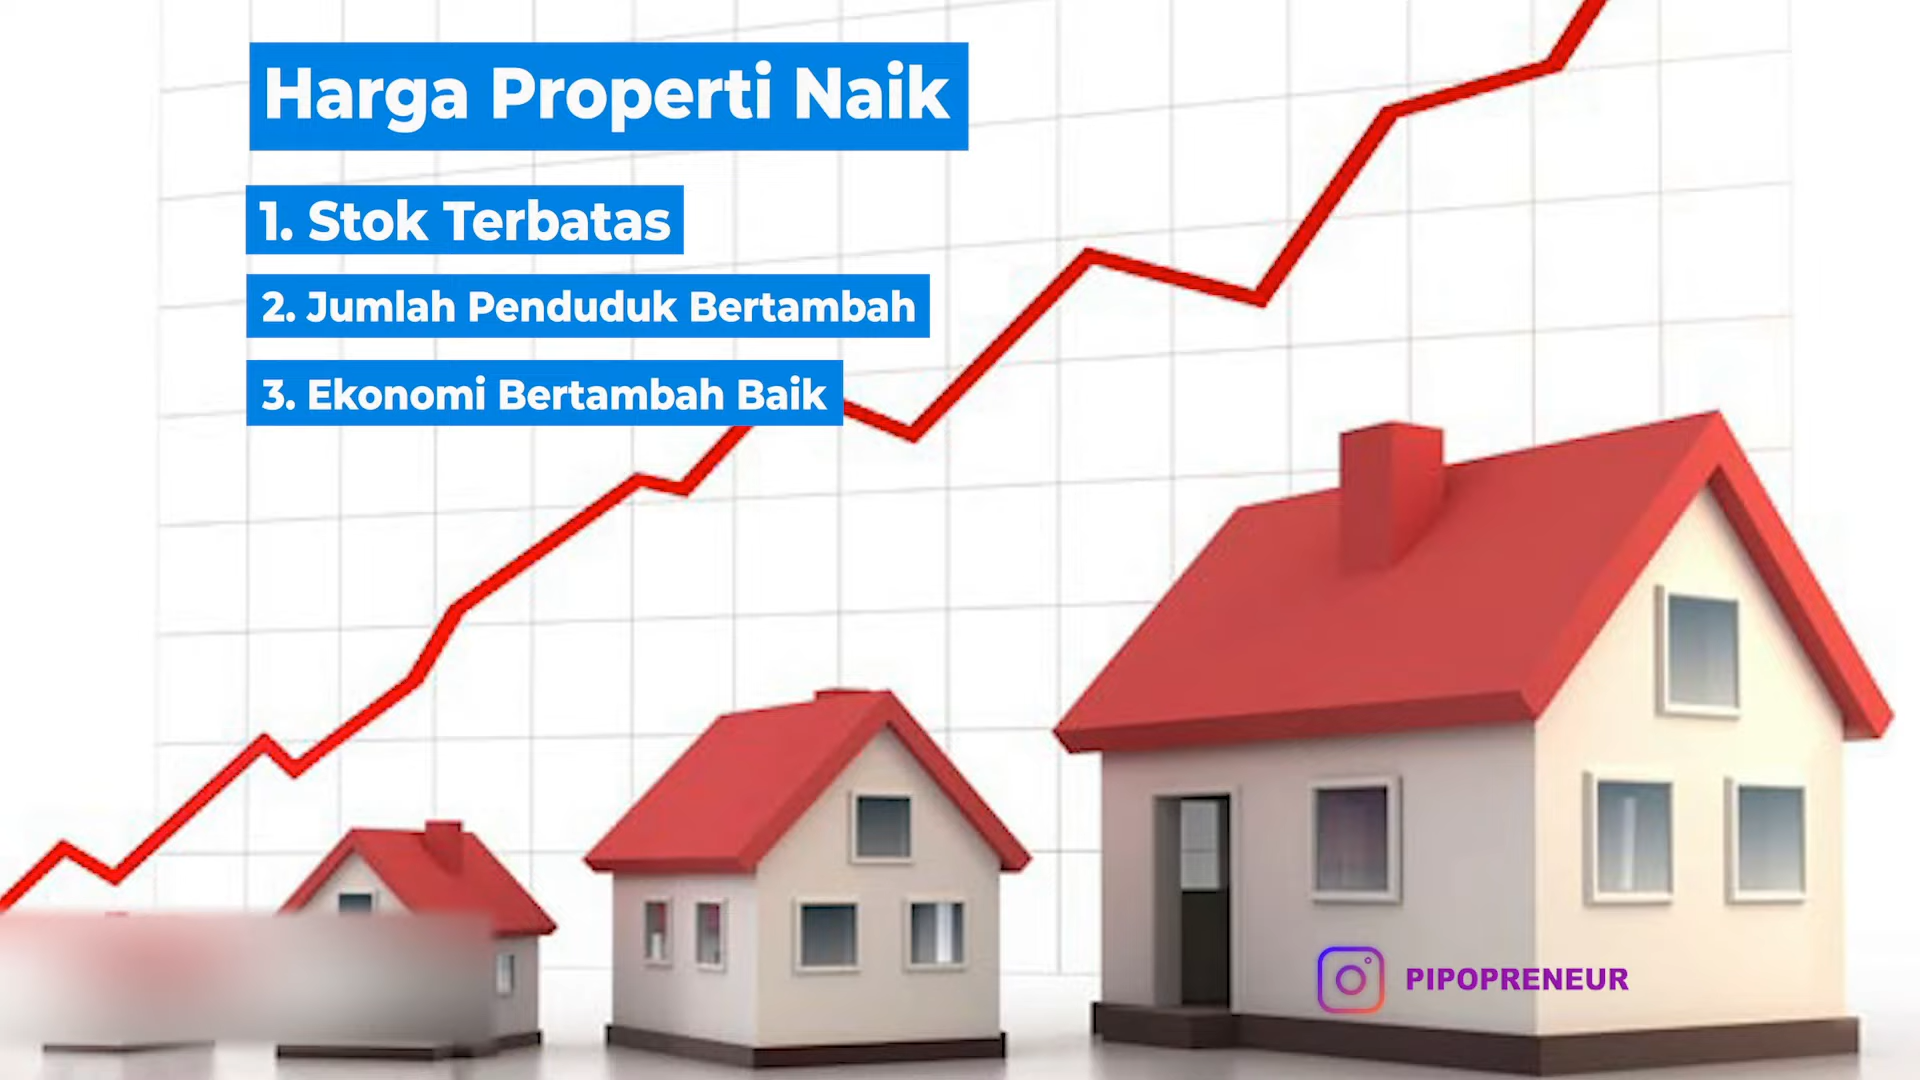 Harga Properti Naik
1. Stok Terbatas
2. Jumlah Penduduk Bertambah
3. Ekonomi Bertambah Baik
PIPOPRENEUR